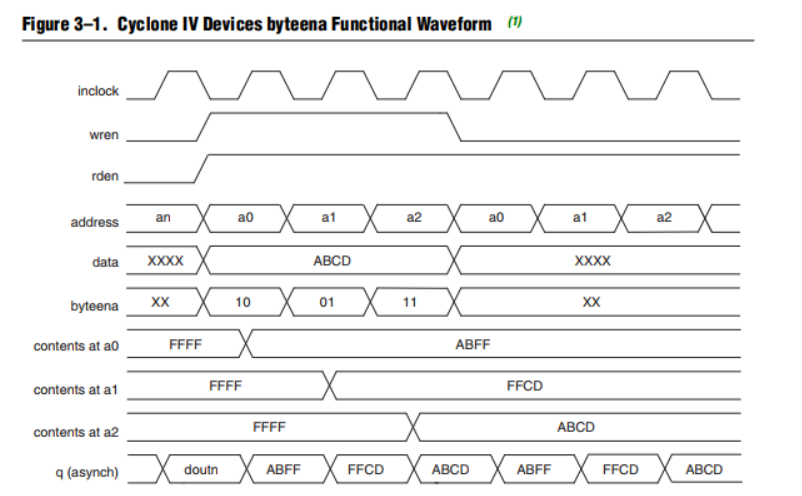 Figure 3–1. Cyclone IV Devices byteena Functional Waveform (1)
inclock
wren
rden
address an a0 a1 a2 a0 a1 a2
data XXXX ABCD XXXX
byteena XX 10 01 11 XX
contents at a0 FFFF ABFF
contents at a1 FFFF FFCD
contents at a2 FFFF ABCD
q (asynch) doutn ABFF FFCD ABCD ABFF FFCD ABCD